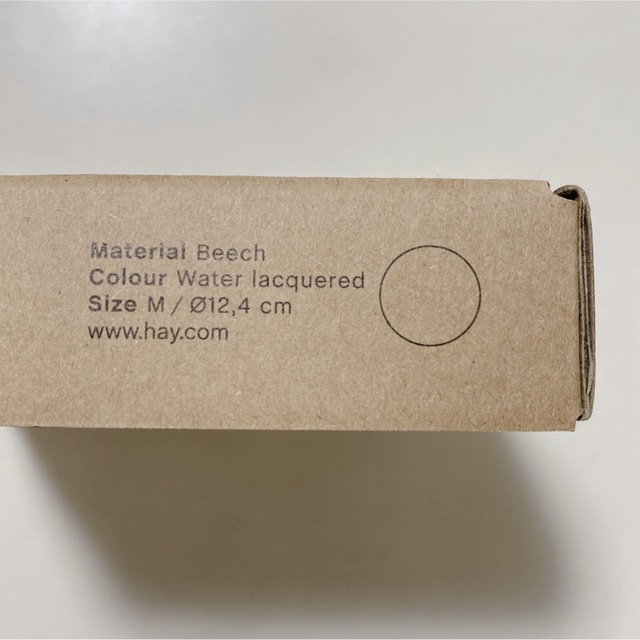 Material Beech
Colour Water lacquered
Size M / Ø12,4 cm
www.hay.com